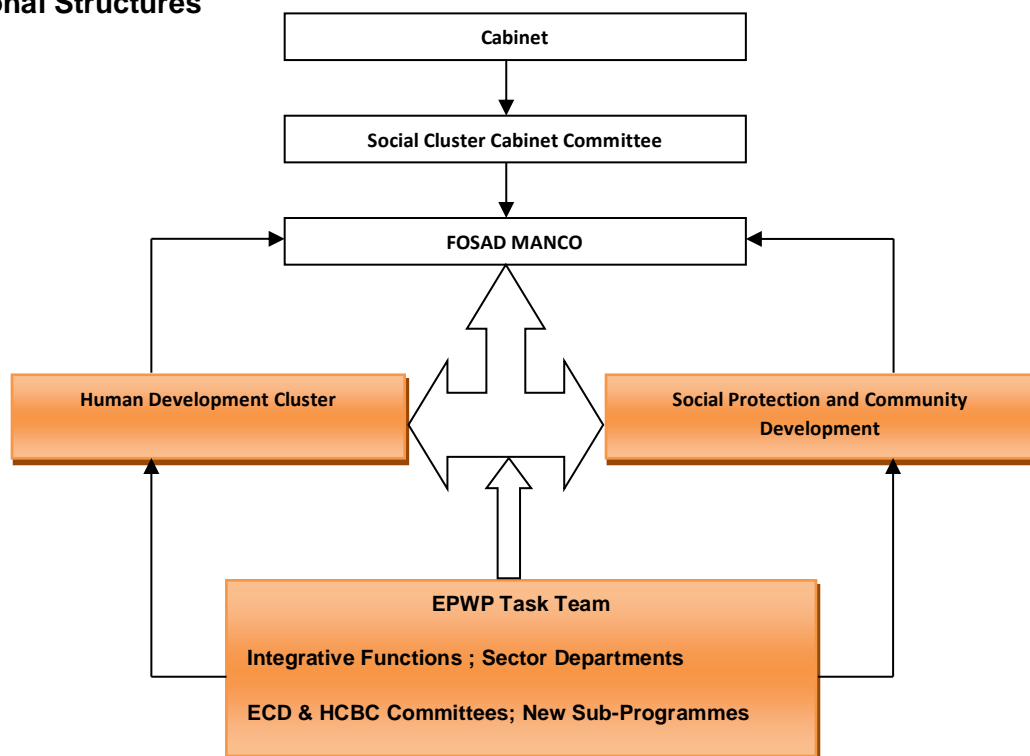 onal Structures
Cabinet
Social Cluster Cabinet Committee
FOSAD MANCO
Human Development Cluster
Social Protection and Community
Development
EPWP Task Team
Integrative Functions ; Sector Departments
ECD & HCBC Committees; New Sub-Programmes